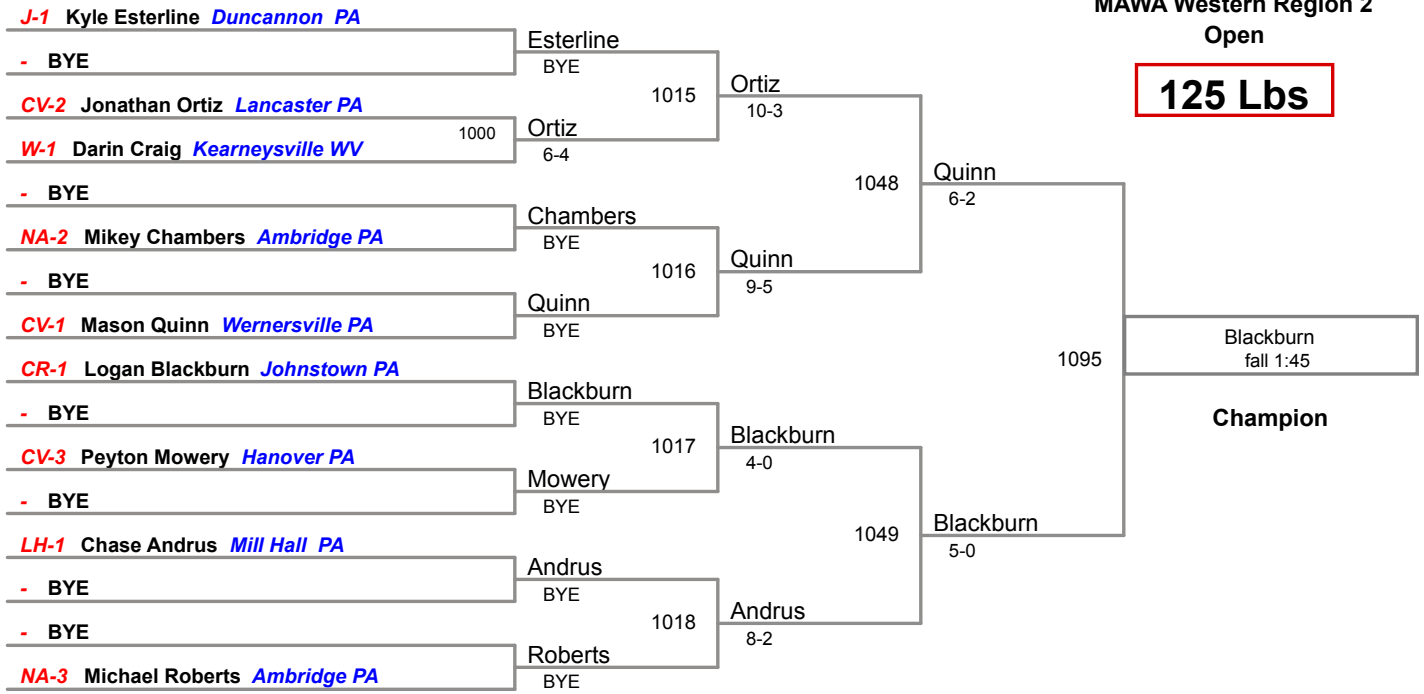 MAWA Western Region 2
Open
125 Lbs
J-1 Kyle Esterline Duncannon PA
- BYE
CV-2 Jonathan Ortiz Lancaster PA
W-1 Darin Craig Kearneysville WV
- BYE
NA-2 Mikey Chambers Ambridge PA
- BYE
CV-1 Mason Quinn Wernersville PA
CR-1 Logan Blackburn Johnstown PA
- BYE
CV-3 Peyton Mowery Hanover PA
- BYE
LH-1 Chase Andrus Mill Hall PA
- BYE
- BYE
NA-3 Michael Roberts Ambridge PA
1000
Esterline
BYE
Ortiz
6-4
Chambers
BYE
Quinn
BYE
Blackburn
BYE
Mowery
BYE
Andrus
BYE
Roberts
BYE
1015
1016
1017
1018
Ortiz
10-3
Quinn
9-5
Blackburn
4-0
Andrus
8-2
1048
1049
Quinn
6-2
Blackburn
5-0
1095
Blackburn
fall 1:45
Champion